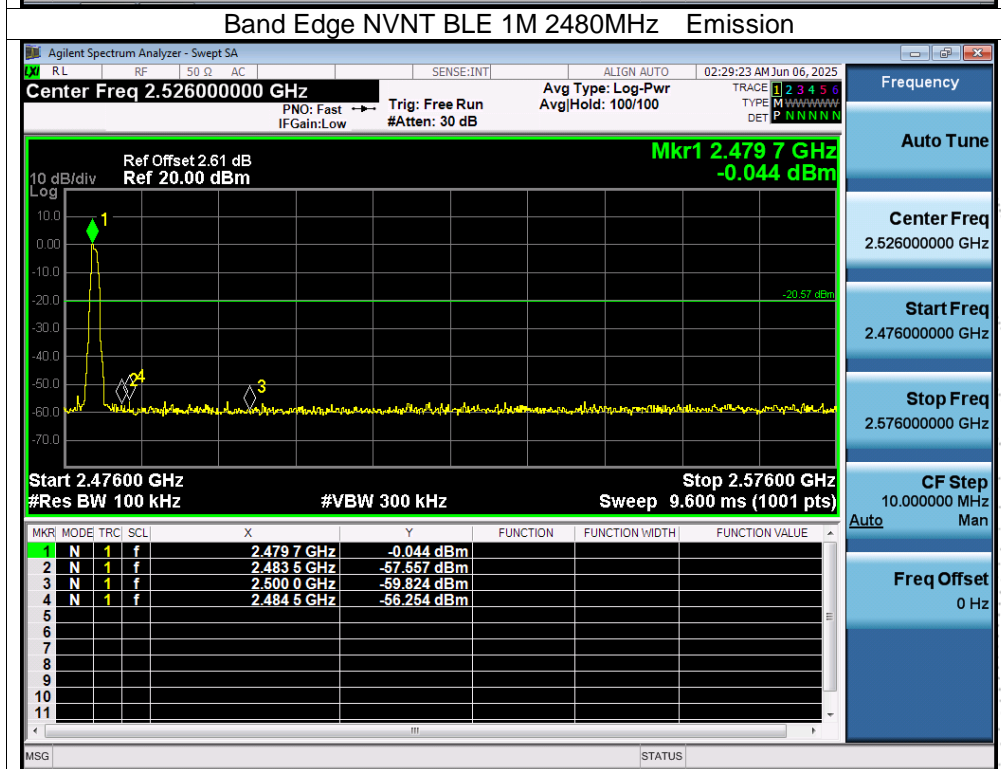 Band Edge NVNT BLE 1M 2480MHz Emission
Agilent Spectrum Analyzer - Swept SA
LXI RL RF 50 Ω AC SENSE:INT ALIGN AUTO 02:29:23 AM Jun 06, 2025
Center Freq 2.526000000 GHz
PNO: Fast Trig: Free Run
IFGain:Low #Atten: 30 dB
Avg Type: Log-Pwr
Avg|Hold: 100/100
TRACE 1 2 3 4 5 6
TYPE M WWWWW
DET P N N N N N
Ref Offset 2.61 dB
10 dB/div Ref 20.00 dBm
Log
Mkr1 2.479 7 GHz
-0.044 dBm
10.0
0.00
-10.0
-20.0
-30.0
-40.0
-50.0
-60.0
-70.0
1
-20.57 dBm
2 4
3
Start 2.47600 GHz Stop 2.57600 GHz
#Res BW 100 kHz #VBW 300 kHz Sweep 9.600 ms (1001 pts)
MKR MODE TRC SCL X Y FUNCTION FUNCTION WIDTH FUNCTION VALUE
1 N 1 f 2.479 7 GHz -0.044 dBm
2 N 1 f 2.483 5 GHz -57.557 dBm
3 N 1 f 2.500 0 GHz -59.824 dBm
4 N 1 f 2.484 5 GHz -56.254 dBm
5
6
7
8
9
10
11
MSG STATUS
Frequency
Auto Tune
Center Freq
2.526000000 GHz
Start Freq
2.476000000 GHz
Stop Freq
2.576000000 GHz
CF Step
10.000000 MHz
Auto Man
Freq Offset
0 Hz